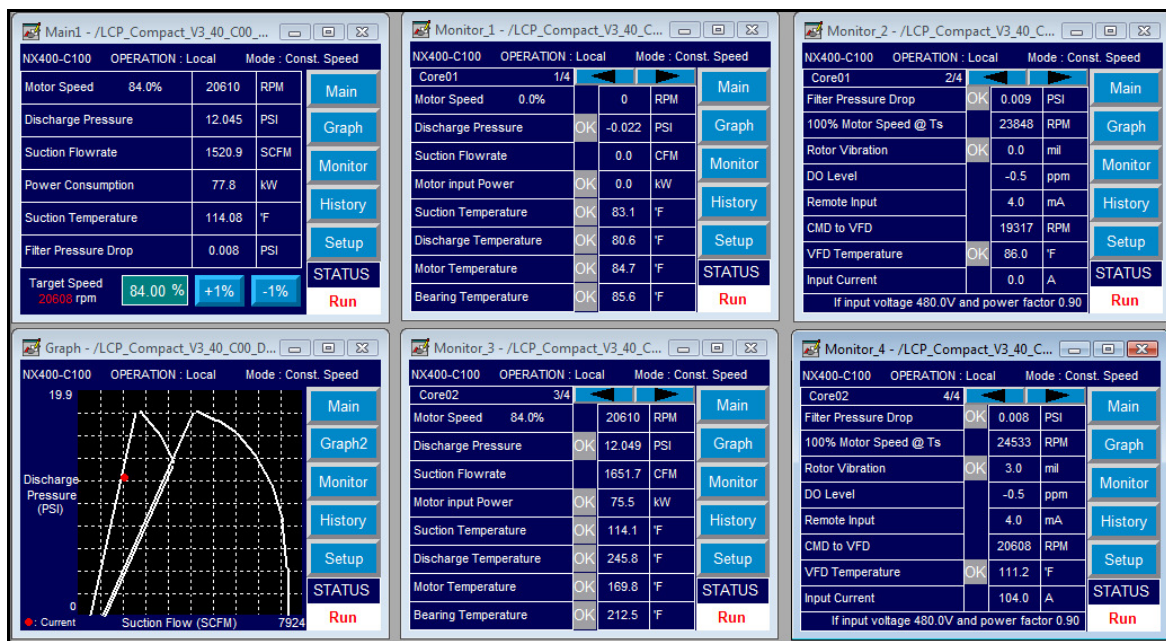 Main1 - /LCP_Compact_V3_40_C00_...
NX400-C100 OPERATION : Local Mode : Const. Speed
Motor Speed 84.0% 20610 RPM
Discharge Pressure 12.045 PSI
Suction Flowrate 1520.9 SCFM
Power Consumption 77.8 kW
Suction Temperature 114.08 °F
Filter Pressure Drop 0.008 PSI
Target Speed
20608 rpm
84.00 % +1% -1%
Main
Graph
Monitor
History
Setup
STATUS
Run
Monitor_1 - /LCP_Compact_V3_40_C...
NX400-C100 OPERATION : Local Mode : Const. Speed
Core01 1/4
Motor Speed 0.0% 0 RPM
Discharge Pressure OK -0.022 PSI
Suction Flowrate 0.0 CFM
Motor input Power OK 0.0 kW
Suction Temperature OK 83.1 °F
Discharge Temperature OK 80.6 °F
Motor Temperature OK 84.7 °F
Bearing Temperature OK 85.6 °F
Main
Graph
Monitor
History
Setup
STATUS
Run
Monitor_2 - /LCP_Compact_V3_40_C...
NX400-C100 OPERATION : Local Mode : Const. Speed
Core01 2/4
Filter Pressure Drop OK 0.009 PSI
100% Motor Speed @ Ts 23848 RPM
Rotor Vibration OK 0.0 mil
DO Level -0.5 ppm
Remote Input 4.0 mA
CMD to VFD 19317 RPM
VFD Temperature OK 86.0 °F
Input Current 0.0 A
If input voltage 480.0V and power factor 0.90
Main
Graph
Monitor
History
Setup
STATUS
Run
Graph - /LCP_Compact_V3_40_C00_D...
NX400-C100 OPERATION : Local Mode : Const. Speed
19.9
Discharge
Pressure
(PSI)
0
: Current Suction Flow (SCFM) 7924
Main
Graph2
Monitor
History
Setup
STATUS
Run
Monitor_3 - /LCP_Compact_V3_40_C...
NX400-C100 OPERATION : Local Mode : Const. Speed
Core02 3/4
Motor Speed 84.0% 20610 RPM
Discharge Pressure OK 12.049 PSI
Suction Flowrate 1651.7 CFM
Motor input Power OK 75.5 kW
Suction Temperature OK 114.1 °F
Discharge Temperature OK 245.8 °F
Motor Temperature OK 169.8 °F
Bearing Temperature OK 212.5 °F
Main
Graph
Monitor
History
Setup
STATUS
Run
Monitor_4 - /LCP_Compact_V3_40_C...
NX400-C100 OPERATION : Local Mode : Const. Speed
Core02 4/4
Filter Pressure Drop OK 0.008 PSI
100% Motor Speed @ Ts 24533 RPM
Rotor Vibration OK 3.0 mil
DO Level -0.5 ppm
Remote Input 4.0 mA
CMD to VFD 20608 RPM
VFD Temperature OK 111.2 °F
Input Current 104.0 A
If input voltage 480.0V and power factor 0.90
Main
Graph
Monitor
History
Setup
STATUS
Run